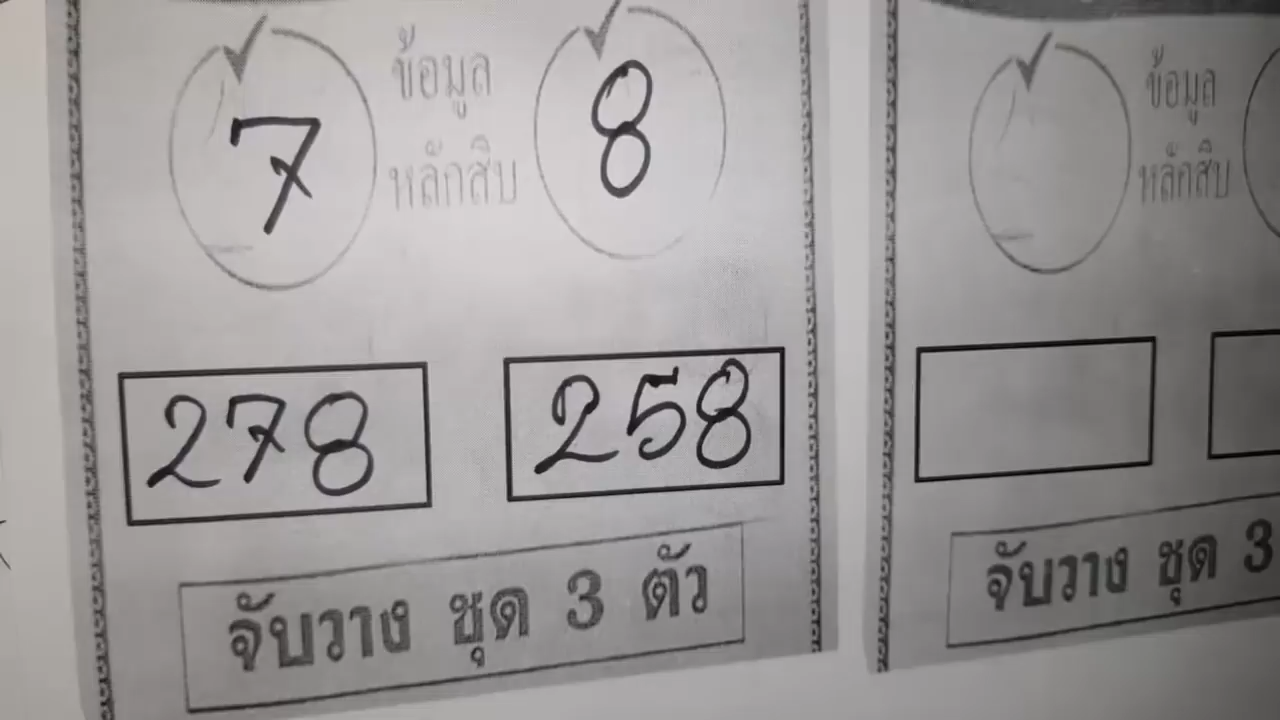 7 ข้อมูล 8
หลักสิบ
278 258
จับวาง ชุด 3 ตัว
ข้อมูล
หลักสิบ
จับวาง ชุด 3